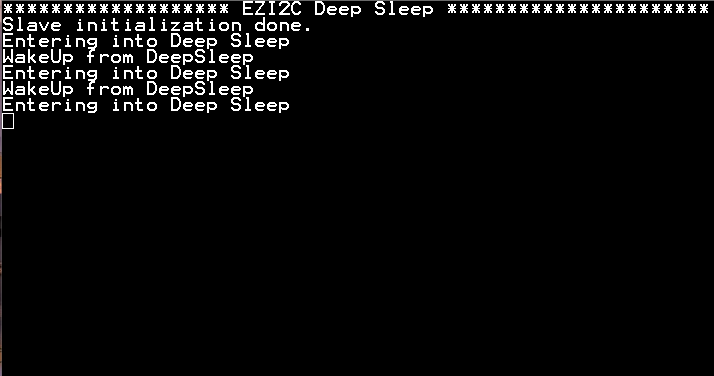 ******************* EZI2C Deep Sleep **********************
Slave initialization done.
Entering into Deep Sleep
WakeUp from DeepSleep
Entering into Deep Sleep
WakeUp from DeepSleep
Entering into Deep Sleep